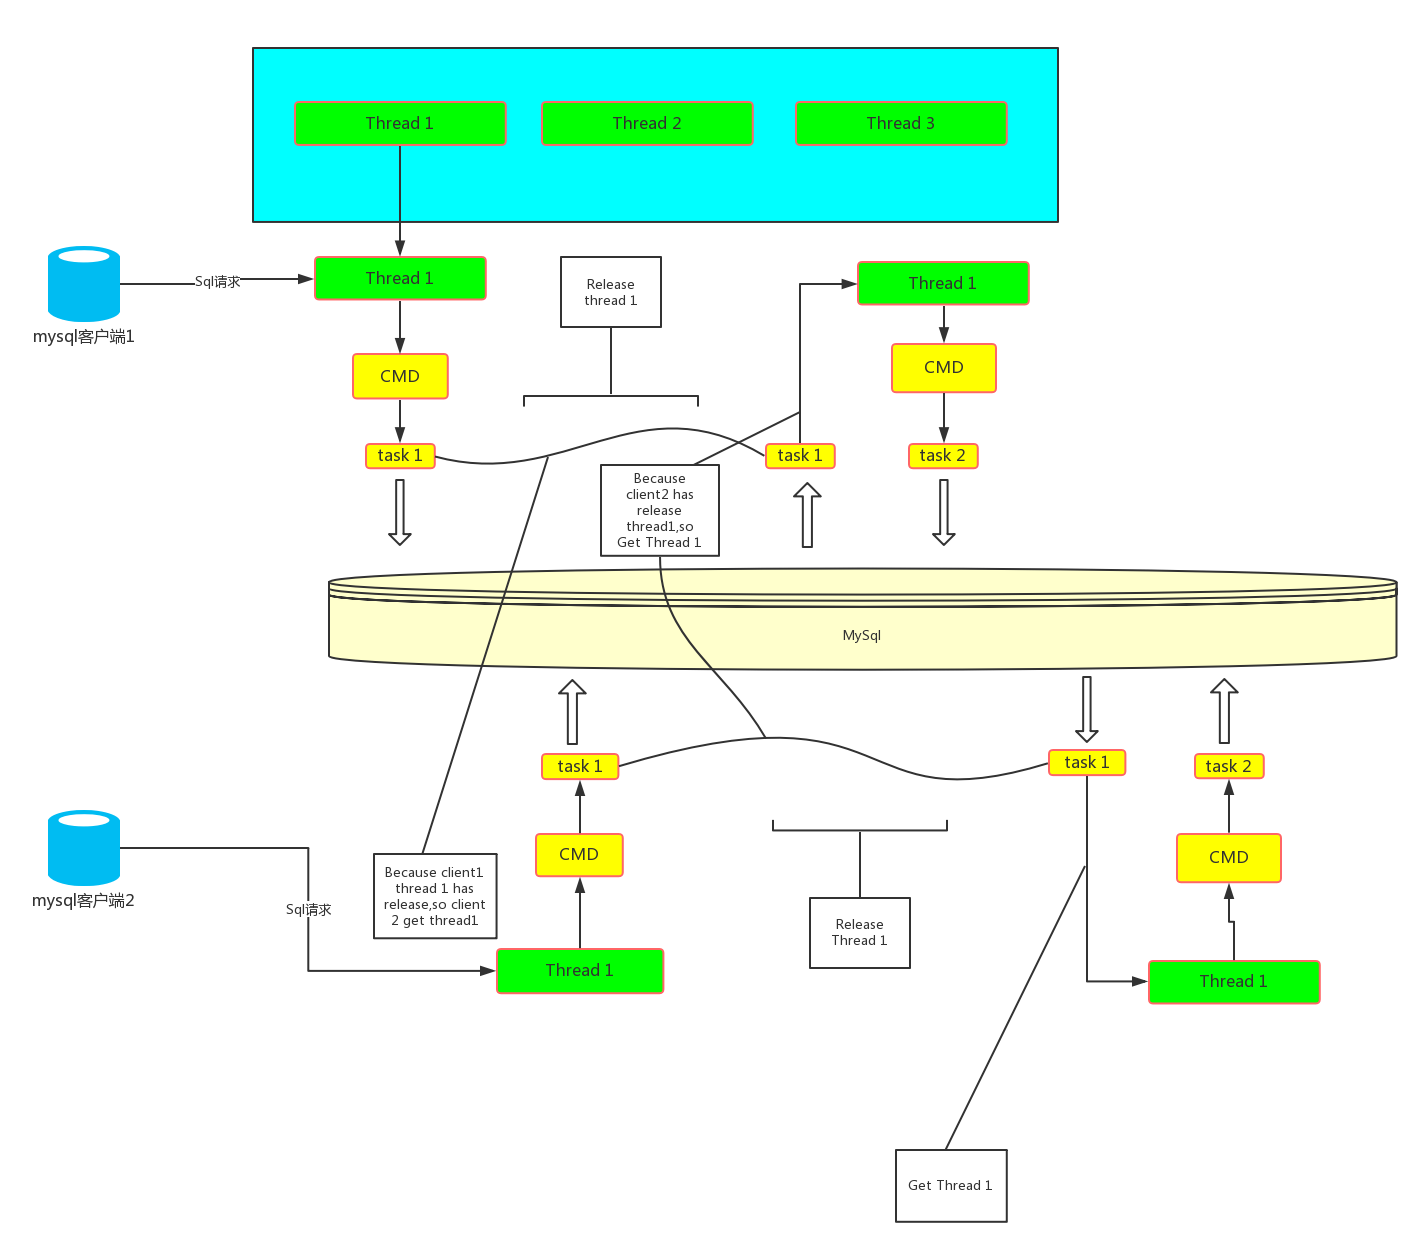 Thread 1
Thread 2
Thread 3
Sql请求
Thread 1
Release
thread 1
Thread 1
mysql客户端1
CMD
CMD
task 1
task 1
task 2
Because
client2 has
release
thread1,so
Get Thread 1
MySql
task 1
task 1
task 2
CMD
CMD
mysql客户端2
Sql请求
Because client1
thread 1 has
release,so client
2 get thread1
Release
Thread 1
Thread 1
Thread 1
Get Thread 1